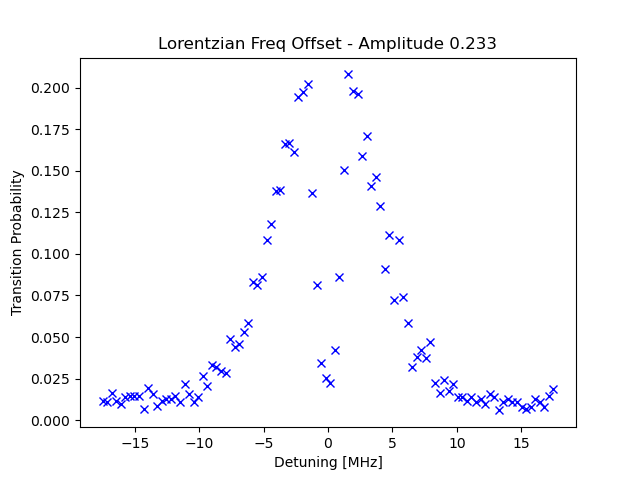 Lorentzian Freq Offset - Amplitude 0.233
Transition Probability
0.200
0.175
0.150
0.125
0.100
0.075
0.050
0.025
0.000
−15 −10 −5 0 5 10 15
Detuning [MHz]